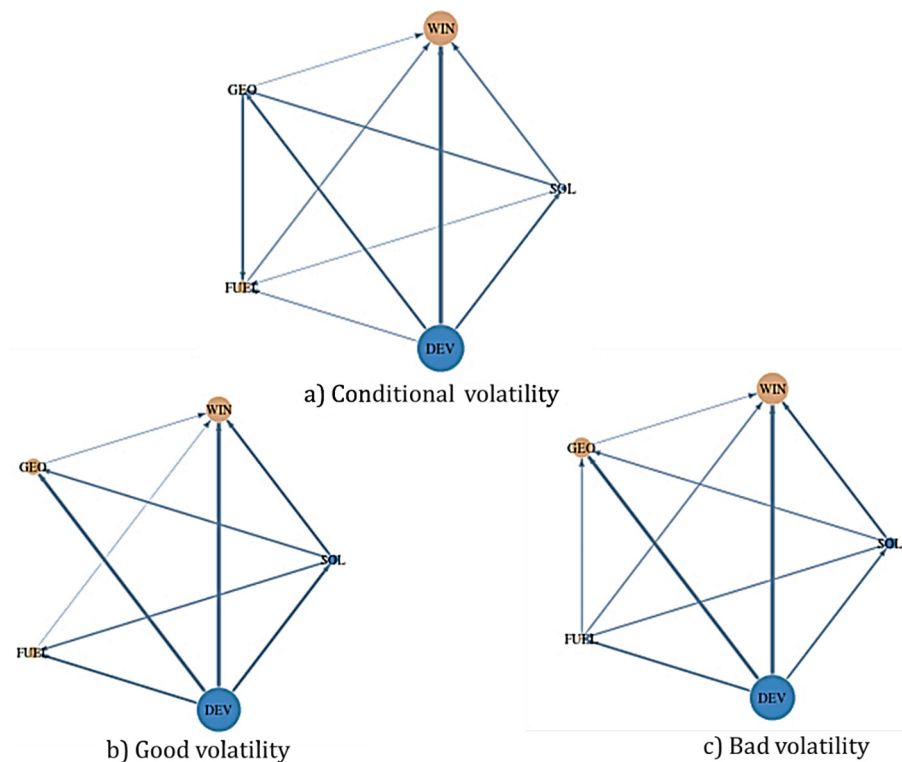 WIN
GEO
SOL
FUEL
DEV
a) Conditional volatility
WIN
GEO
SOL
FUEL
DEV
b) Good volatility
WIN
GEO
SOL
FUEL
DEV
c) Bad volatility